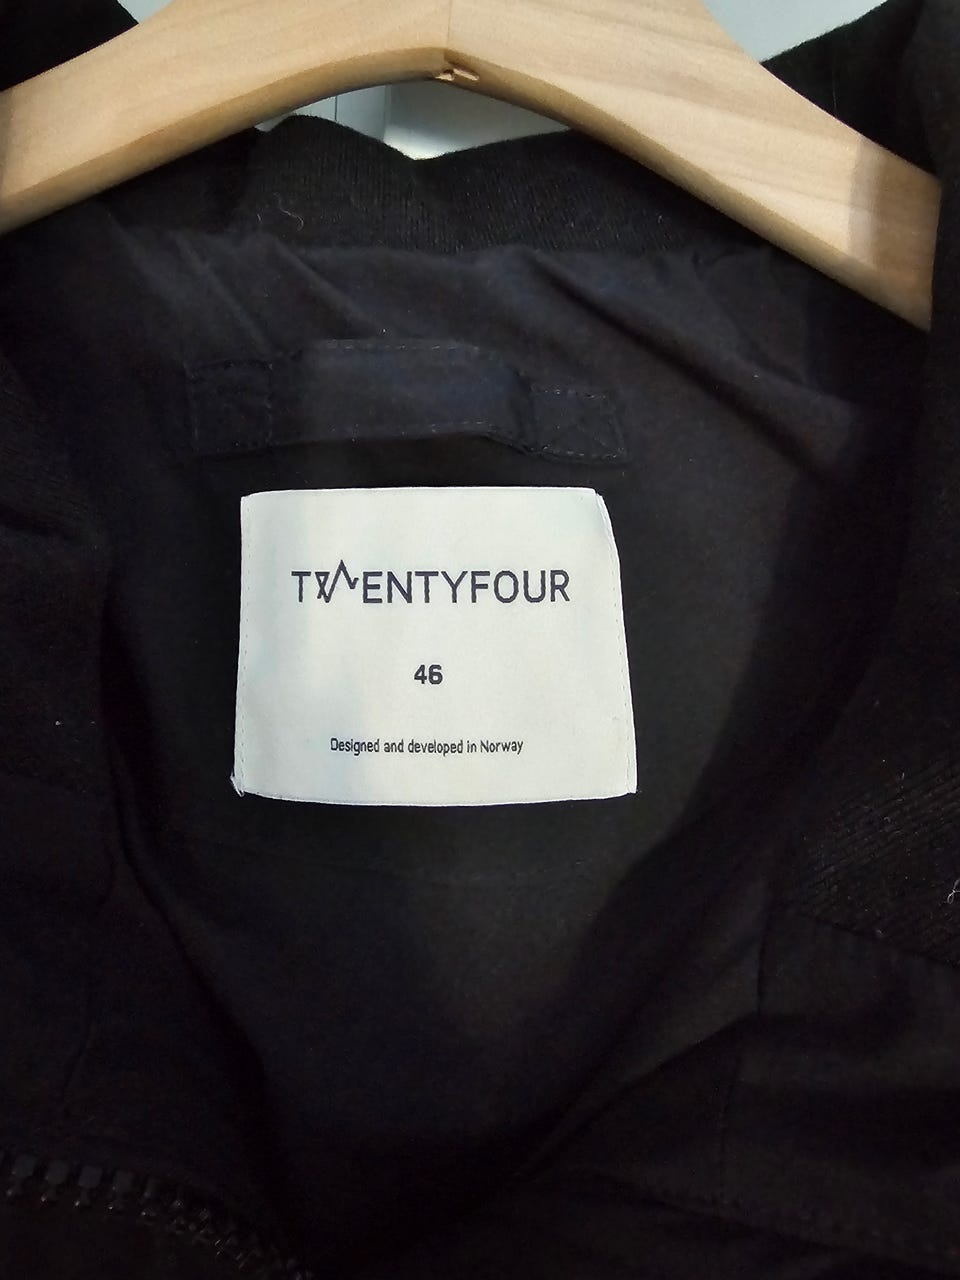 TWENTYFOUR
46
Designed and developed in Norway